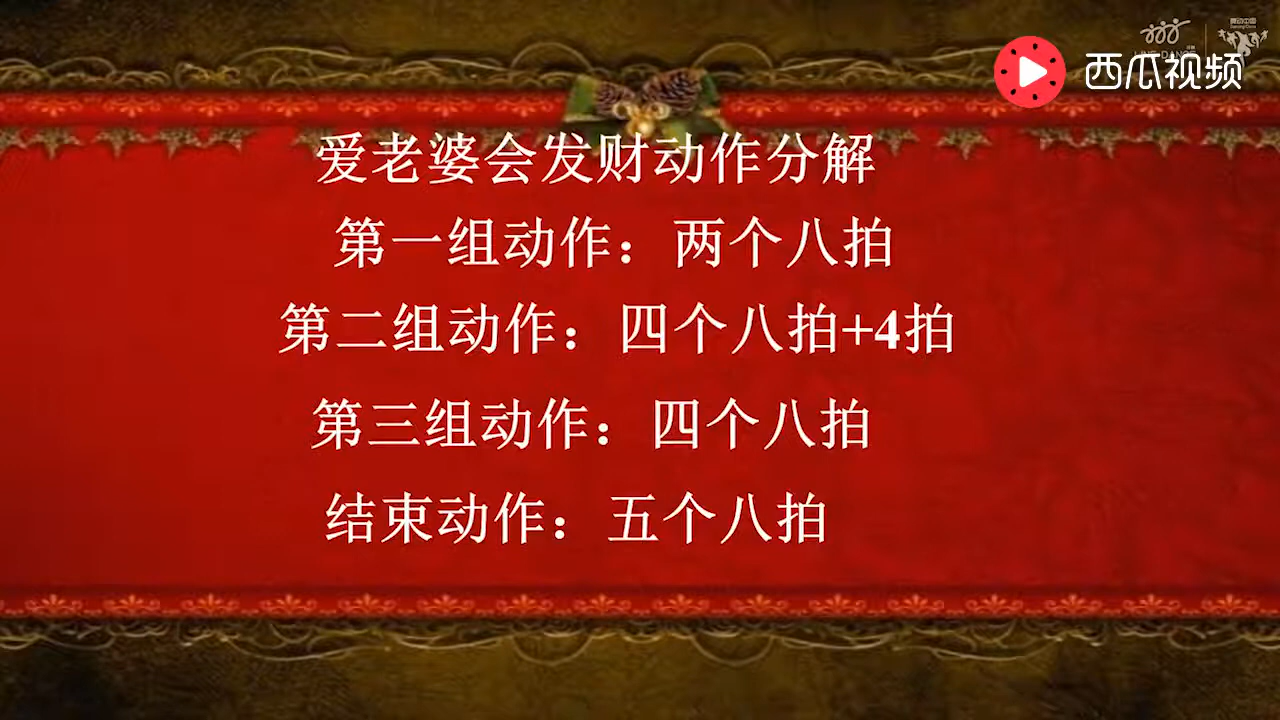 西瓜视频
爱老婆会发财动作分解
第一组动作：两个八拍
第二组动作：四个八拍+4拍
第三组动作：四个八拍
结束动作：五个八拍